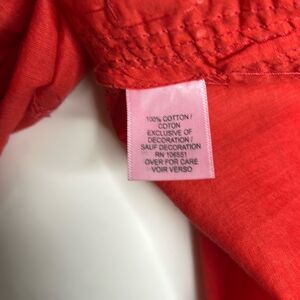 100% COTTON /
COTON
EXCLUSIVE OF
DECORATION /
SAUF DECORATION
RN 106551
OVER FOR CARE
VOIR VERSO